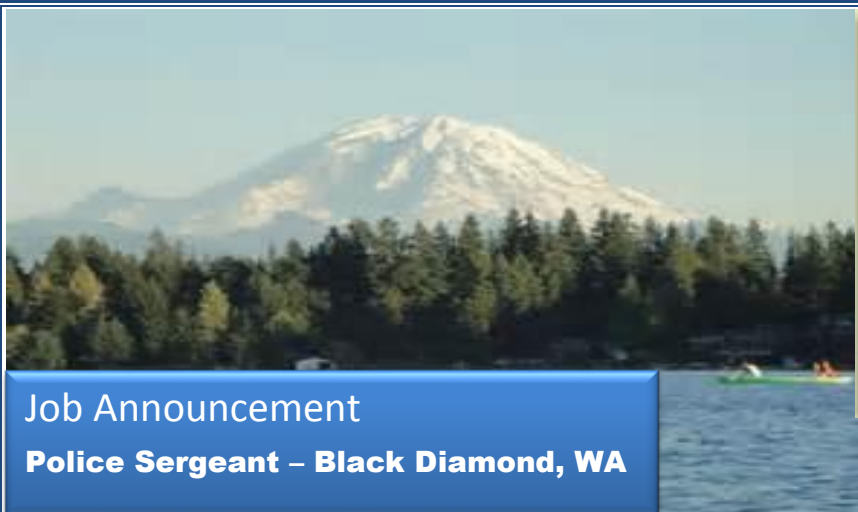 Job Announcement
Police Sergeant – Black Diamond, WA